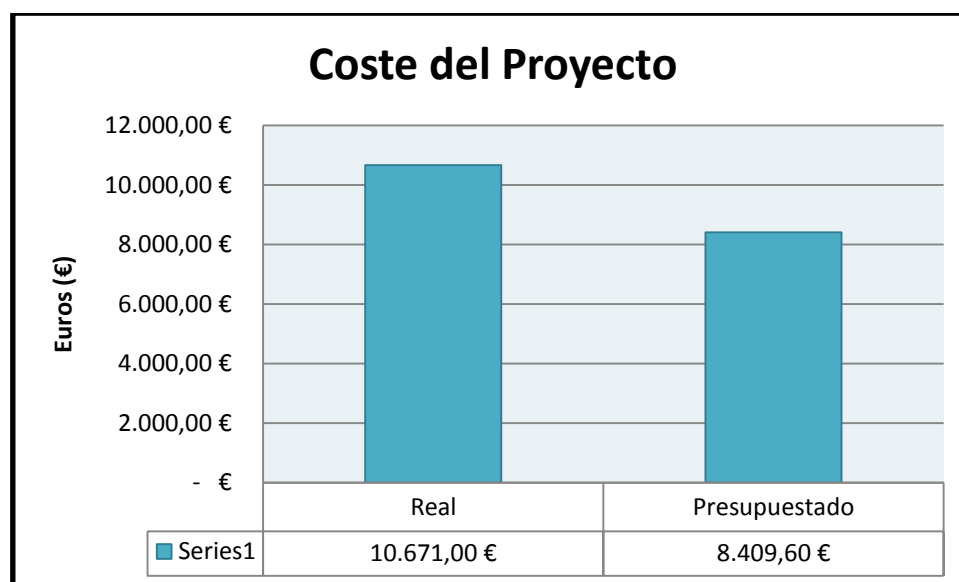 Coste del Proyecto
Euros (€)
12.000,00 €
10.000,00 €
8.000,00 €
6.000,00 €
4.000,00 €
2.000,00 €
- €
Real Presupuestado
Series1 10.671,00 € 8.409,60 €